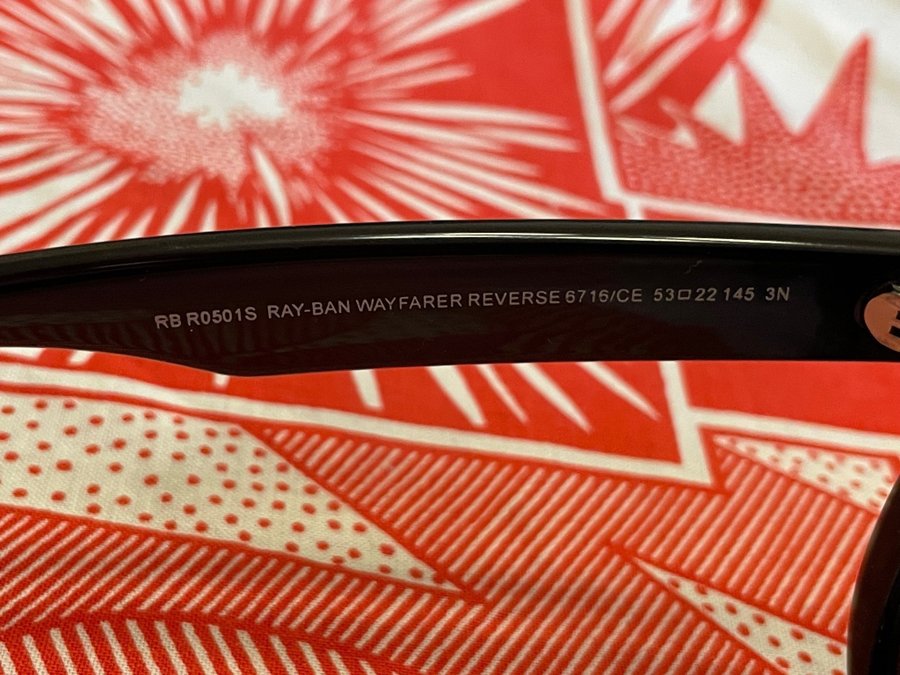 RB R0501S RAY-BAN WAYFARER REVERSE 6716/CE 53□22 145 3N